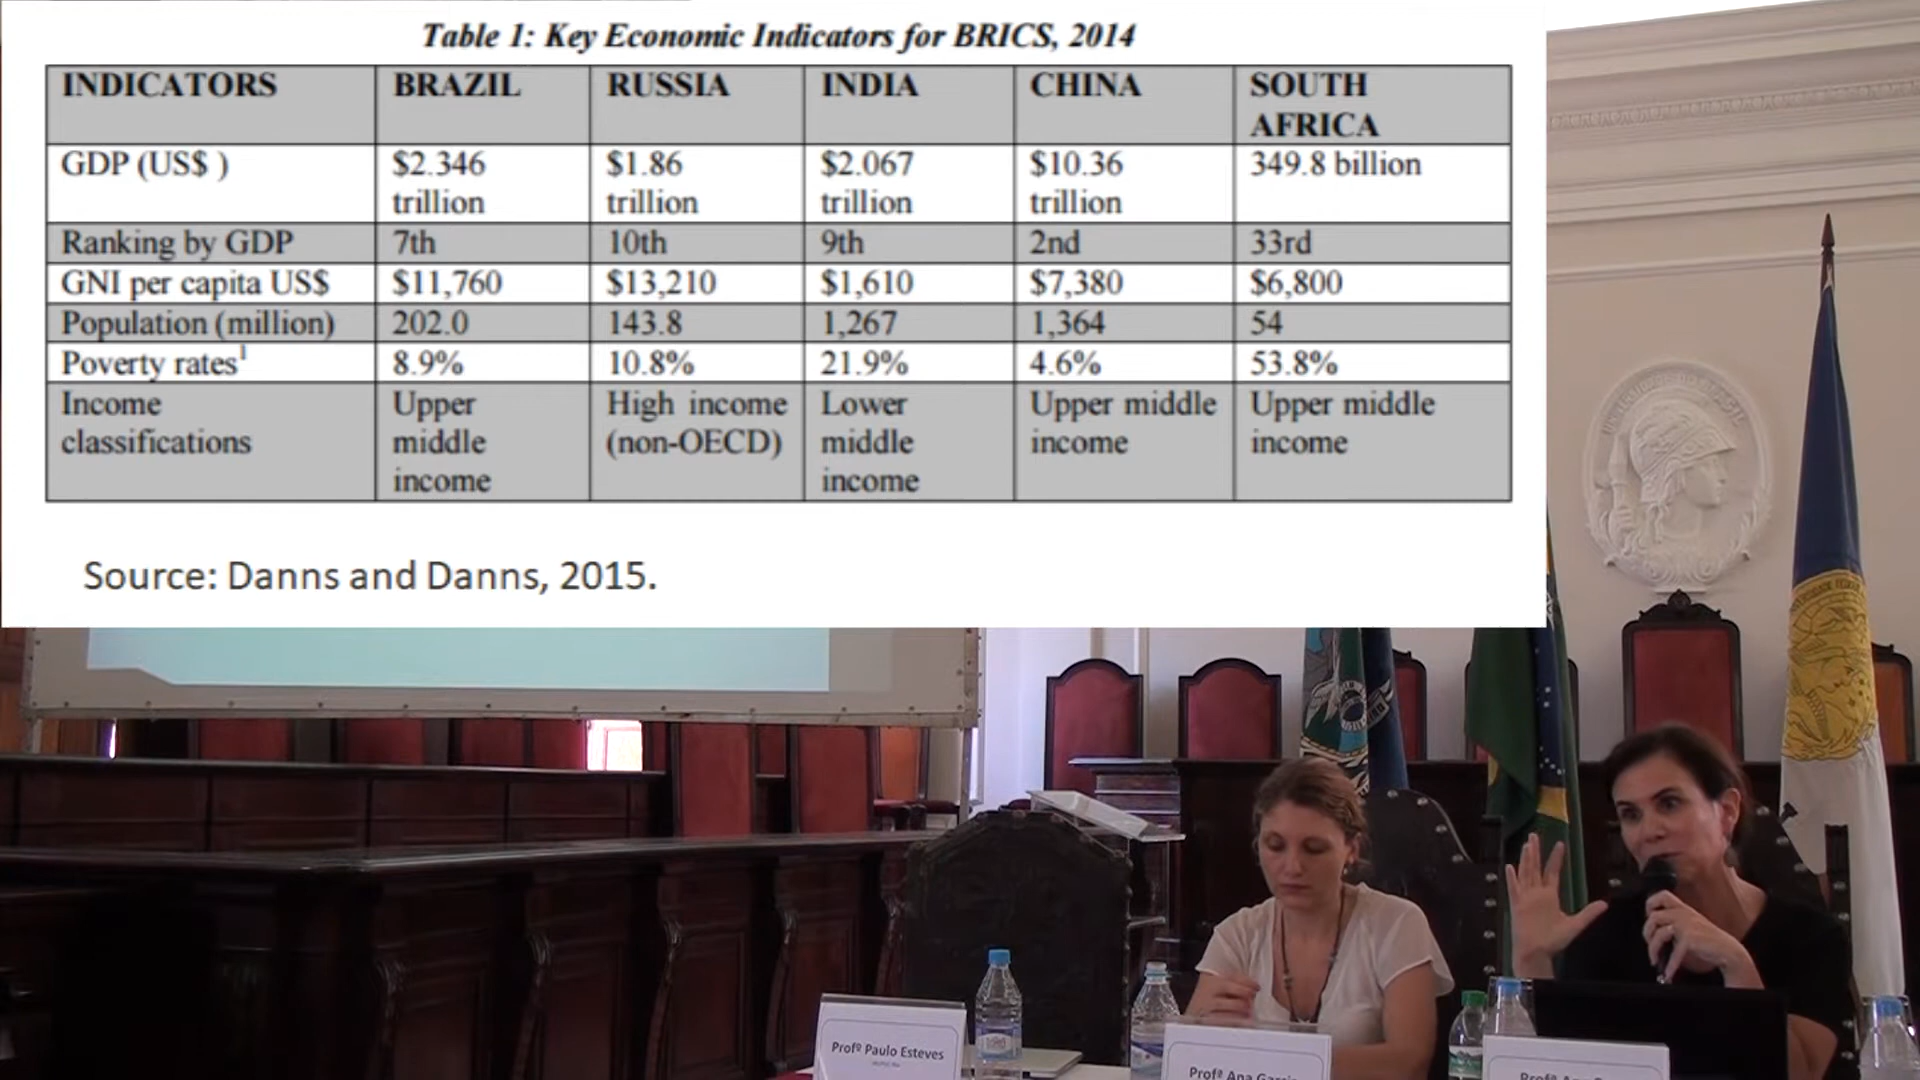 Table 1: Key Economic Indicators for BRICS, 2014
INDICATORS BRAZIL RUSSIA INDIA CHINA SOUTH AFRICA
GDP (US$ ) $2.346 trillion $1.86 trillion $2.067 trillion $10.36 trillion 349.8 billion
Ranking by GDP 7th 10th 9th 2nd 33rd
GNI per capita US$ $11,760 $13,210 $1,610 $7,380 $6,800
Population (million) 202.0 143.8 1,267 1,364 54
Poverty rates¹ 8.9% 10.8% 21.9% 4.6% 53.8%
Income classifications Upper middle income High income (non-OECD) Lower middle income Upper middle income Upper middle income
Source: Danns and Danns, 2015.
Profº Paulo Esteves
Profª Ana
Profª